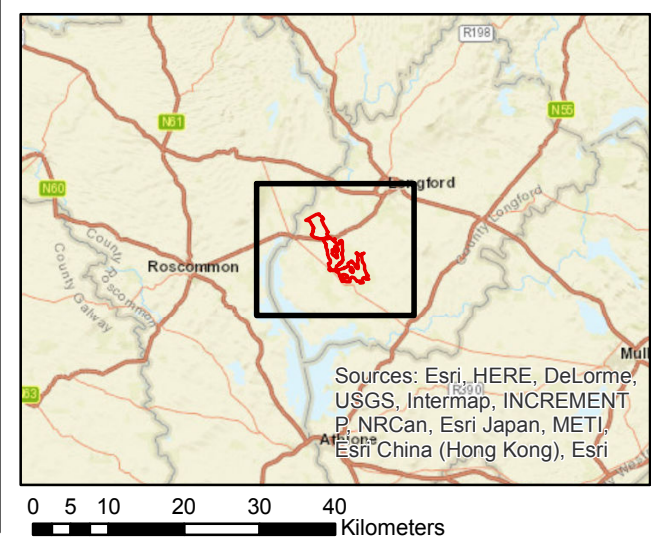 R198
N61
N55
N60
Longford
County Longford
Roscommon
County
Roscommon
County Galway
Mull
Sources: Esri, HERE, DeLorme,
USGS, Intermap, INCREMENT
P, NRCan, Esri Japan, METI,
Esri China (Hong Kong), Esri
R390
Athlone
63
0 5 10 20 30 40
Kilometers